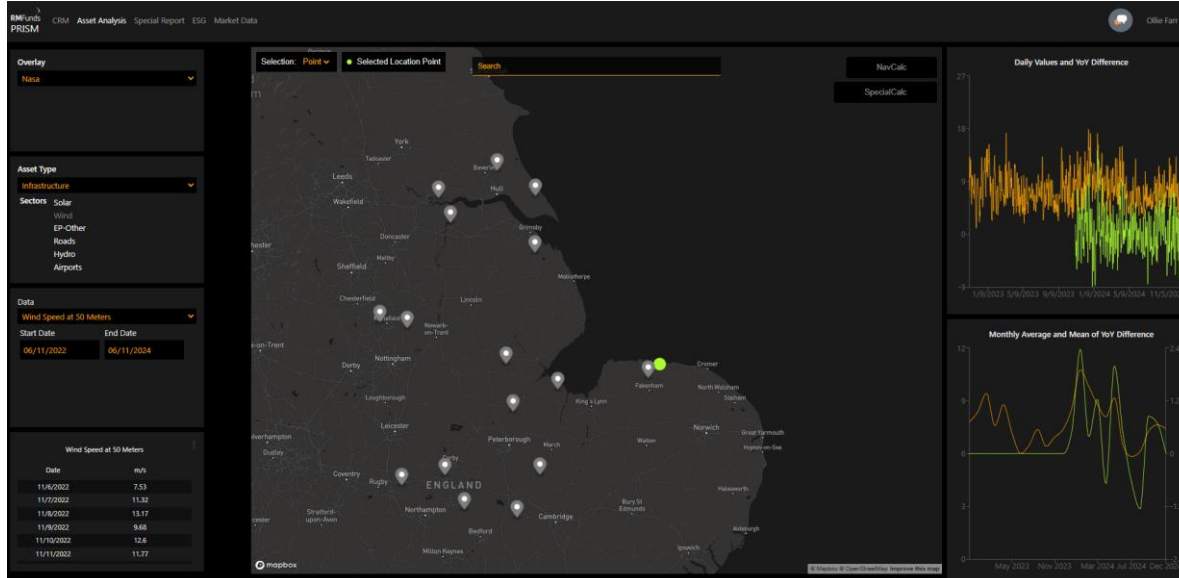 RMFunds
PRISM
CRM Asset Analysis Special Report ESG Market Data
Ollie Farr
Overlay
Nasa
Asset Type
Infrastructure
Sectors Solar
Wind
EP-Other
Roads
Hydro
Airports
Data
Wind Speed at 50 Meters
Start Date End Date
06/11/2022 06/11/2024
Wind Speed at 50 Meters
Date m/s
11/6/2022 7.53
11/7/2022 11.32
11/8/2022 13.17
11/9/2022 9.68
11/10/2022 12.6
11/11/2022 11.77
Selection: Point
Selected Location Point
Search
NavCalc
SpecialCalc
York
Tadcaster
Leeds
Beverley
Hull
Wakefield
Grimsby
Doncaster
Maltby
Sheffield
Mablethorpe
Chesterfield
Lincoln
Newark-
on-Trent
Nottingham
Derby
Cromer
Fakenham
North Walsham
Stalham
Loughborough
King's Lynn
Leicester
Norwich
Great Yarmouth
Peterborough
March
Watton
Dudley
Coventry
Rugby
ENGLAND
Halesworth
Northampton
Stratford-
upon-Avon
Bury St
Edmunds
Cambridge
Bedford
Aldeburgh
Ipswich
Milton Keynes
mapbox
© Mapbox © OpenStreetMap Improve this map
Daily Values and YoY Difference
27
18
9
0
-9
1/9/2023 5/9/2023 9/9/2023 1/9/2024 5/9/2024
Monthly Average and Mean of YoY Difference
12
9
6
3
0
1.2
0
May 2023 Nov 2023 Mar 2024 Jul 2024